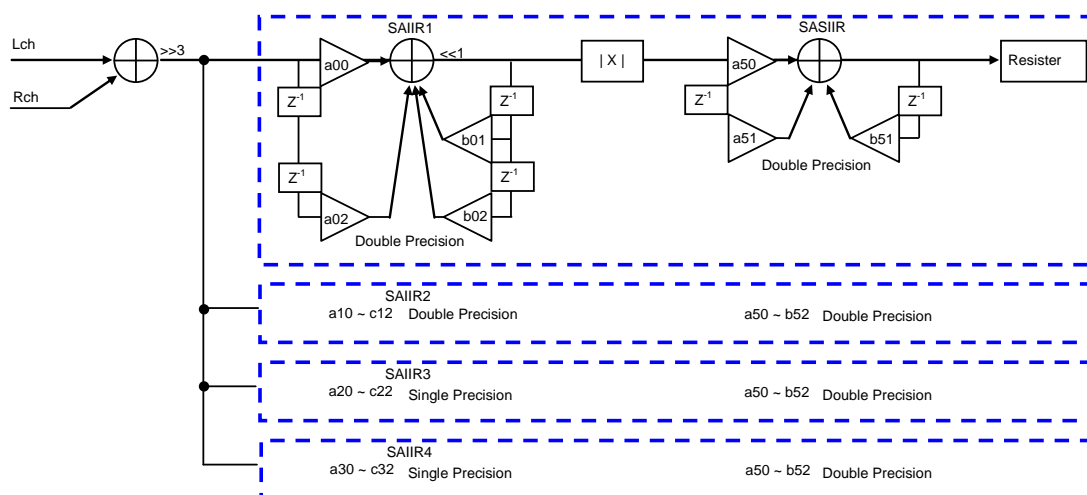 SAIIR1
SASIIR
Lch
>>3
<<1
a00
| X |
a50
Resister
Rch
Z⁻¹
Z⁻¹
Z⁻¹
Z⁻¹
b01
a51
b51
Double Precision
Z⁻¹
Z⁻¹
a02
b02
Double Precision
SAIIR2
a10 ~ c12 Double Precision
a50 ~ b52 Double Precision
SAIIR3
a20 ~ c22 Single Precision
a50 ~ b52 Double Precision
SAIIR4
a30 ~ c32 Single Precision
a50 ~ b52 Double Precision